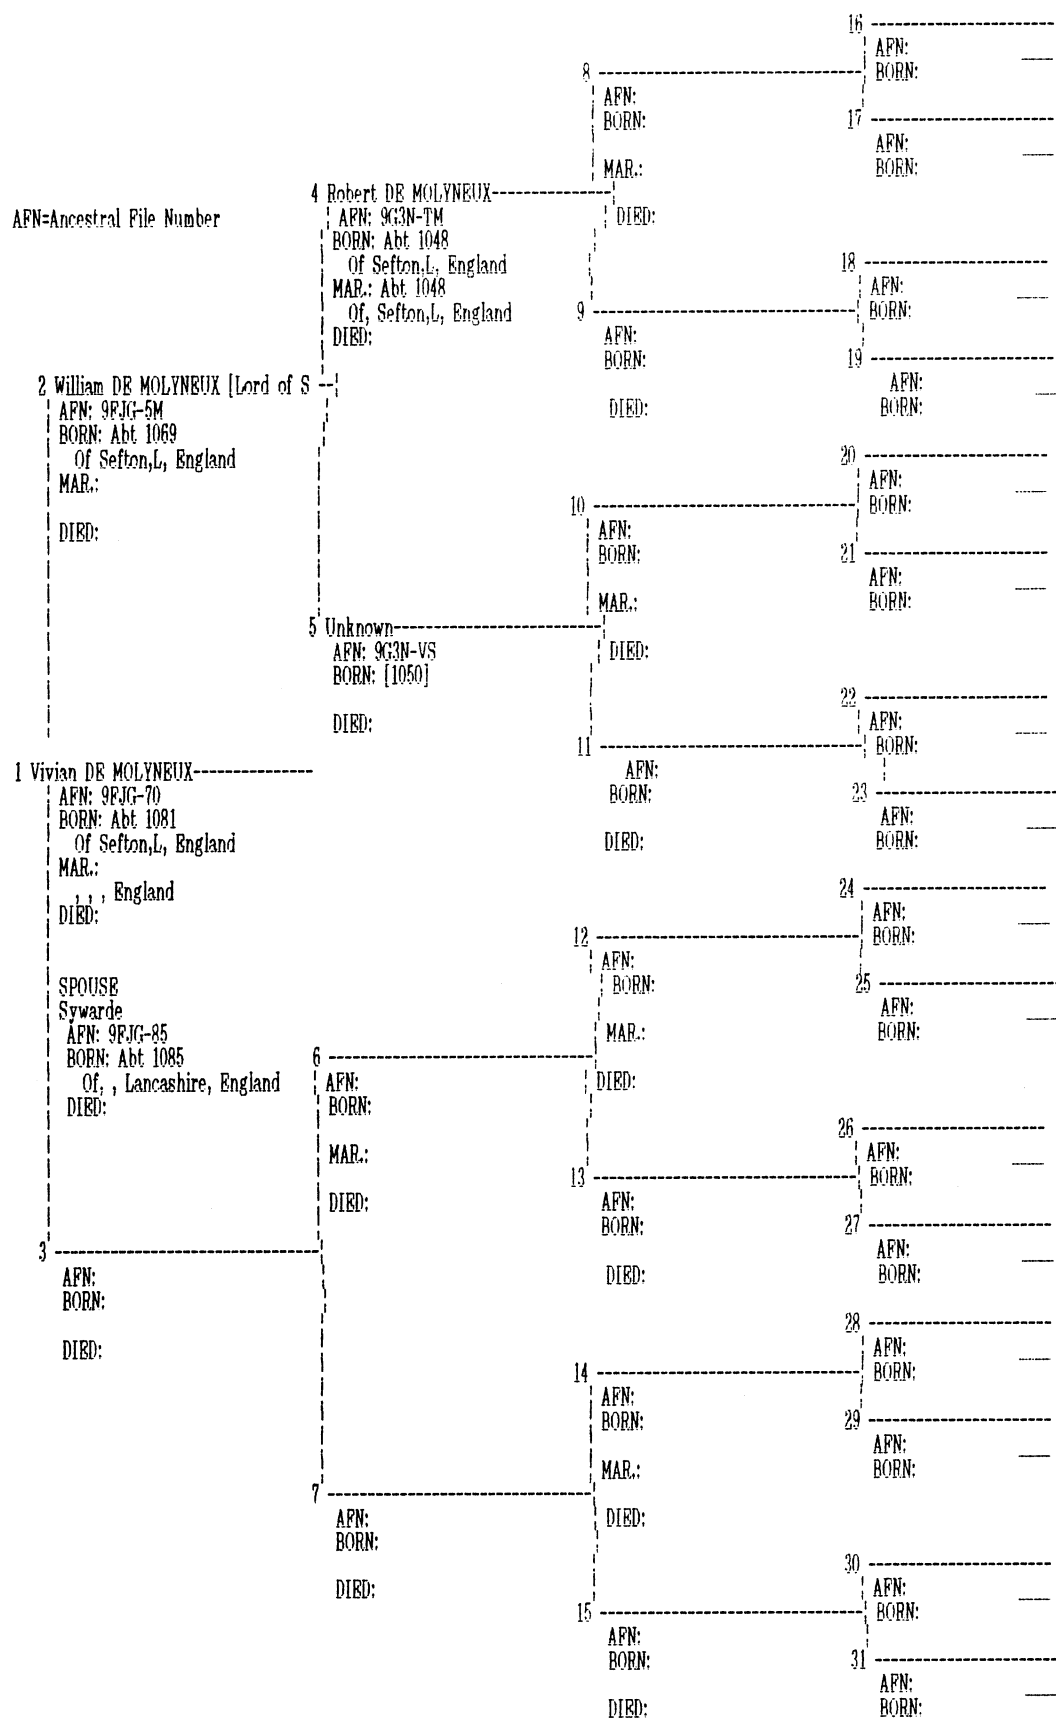 AFN=Ancestral File Number
1 Vivian DE MOLYNEUX
AFN: 9FJG-70
BORN: Abt 1081
Of Sefton,L, England
MAR.:
, , , England
DIED:
SPOUSE
Sywarde
AFN: 9FJG-85
BORN: Abt 1085
Of, , Lancashire, England
DIED:
2 William DE MOLYNEUX [Lord of S
AFN: 9FJG-5M
BORN: Abt 1069
Of Sefton,L, England
MAR.:
DIED:
3
AFN:
BORN:
DIED:
4 Robert DE MOLYNEUX
AFN: 9G3N-TM
BORN: Abt 1048
Of Sefton,L, England
MAR.: Abt 1048
Of, Sefton,L, England
DIED:
5 Unknown
AFN: 9G3N-VS
BORN: [1050]
DIED:
6
AFN:
BORN:
MAR.:
DIED:
7
AFN:
BORN:
DIED:
8
AFN:
BORN:
MAR.:
DIED:
9
AFN:
BORN:
DIED:
10
AFN:
BORN:
MAR.:
DIED:
11
AFN:
BORN:
DIED:
12
AFN:
BORN:
MAR.:
DIED:
13
AFN:
BORN:
DIED:
14
AFN:
BORN:
MAR.:
DIED:
15
AFN:
BORN:
DIED:
16
AFN:
BORN:
17
AFN:
BORN:
18
AFN:
BORN:
19
AFN:
BORN:
20
AFN:
BORN:
21
AFN:
BORN:
22
AFN:
BORN:
23
AFN:
BORN:
24
AFN:
BORN:
25
AFN:
BORN:
26
AFN:
BORN:
27
AFN:
BORN:
28
AFN:
BORN:
29
AFN:
BORN:
30
AFN:
BORN:
31
AFN:
BORN: